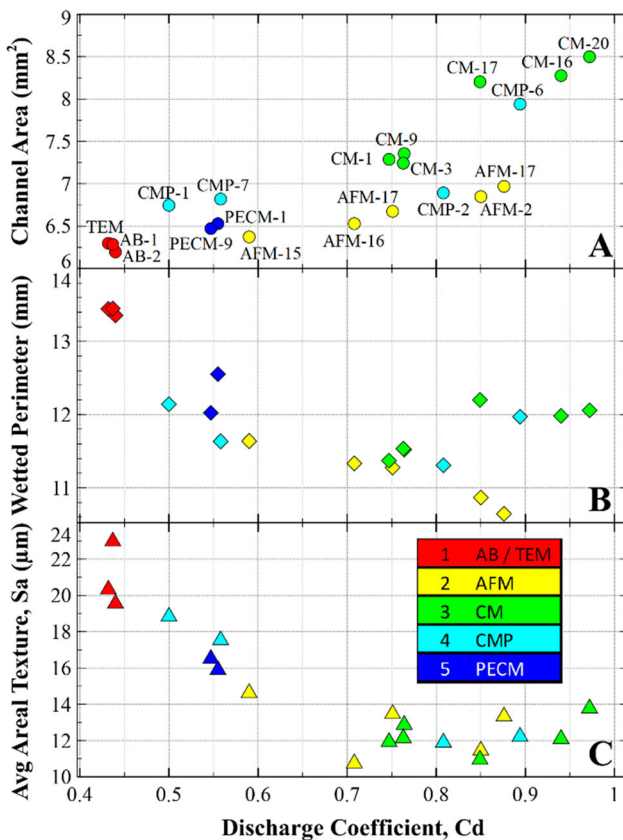 Channel Area (mm²)
9
8.5
8
7.5
7
6.5
6
CM-20
CM-17
CM-16
CMP-6
CM-9
CM-1
CM-3
AFM-17
CMP-1
CMP-7
AFM-17
TEM
PECM-1
CMP-2
AFM-2
AB-1
PECM-9
AFM-16
AB-2
AFM-15
A
Wetted Perimeter (mm)
14
13
12
11
B
Avg Areal Texture, Sa (μm)
24
22
20
18
16
14
12
10
1 AB / TEM
2 AFM
3 CM
4 CMP
5 PECM
C
0.4 0.5 0.6 0.7 0.8 0.9 1
Discharge Coefficient, Cd